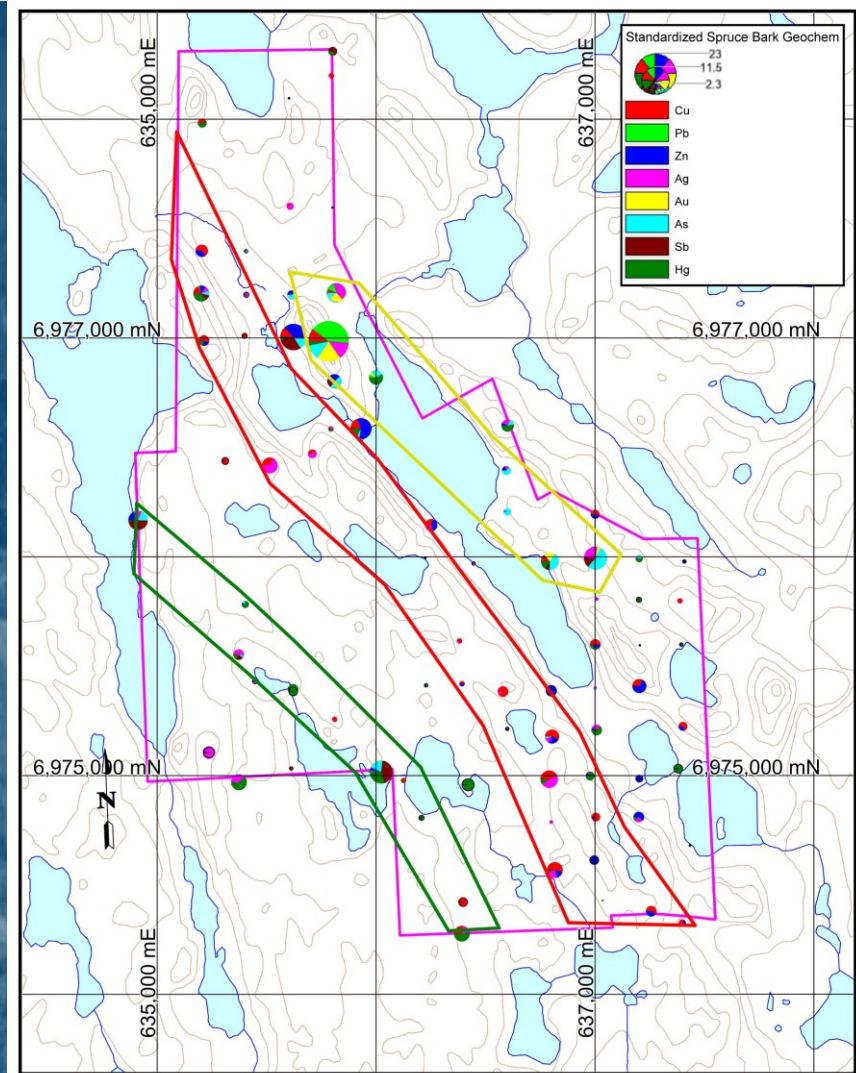 635,000 mE
637,000 mE
Standardized Spruce Bark Geochem
23
11.5
2.3
Cu
Pb
Zn
Ag
Au
As
Sb
Hg
6,977,000 mN
6,977,000 mN
6,975,000 mN
6,975,000 mN
N
635,000 mE
637,000 mE